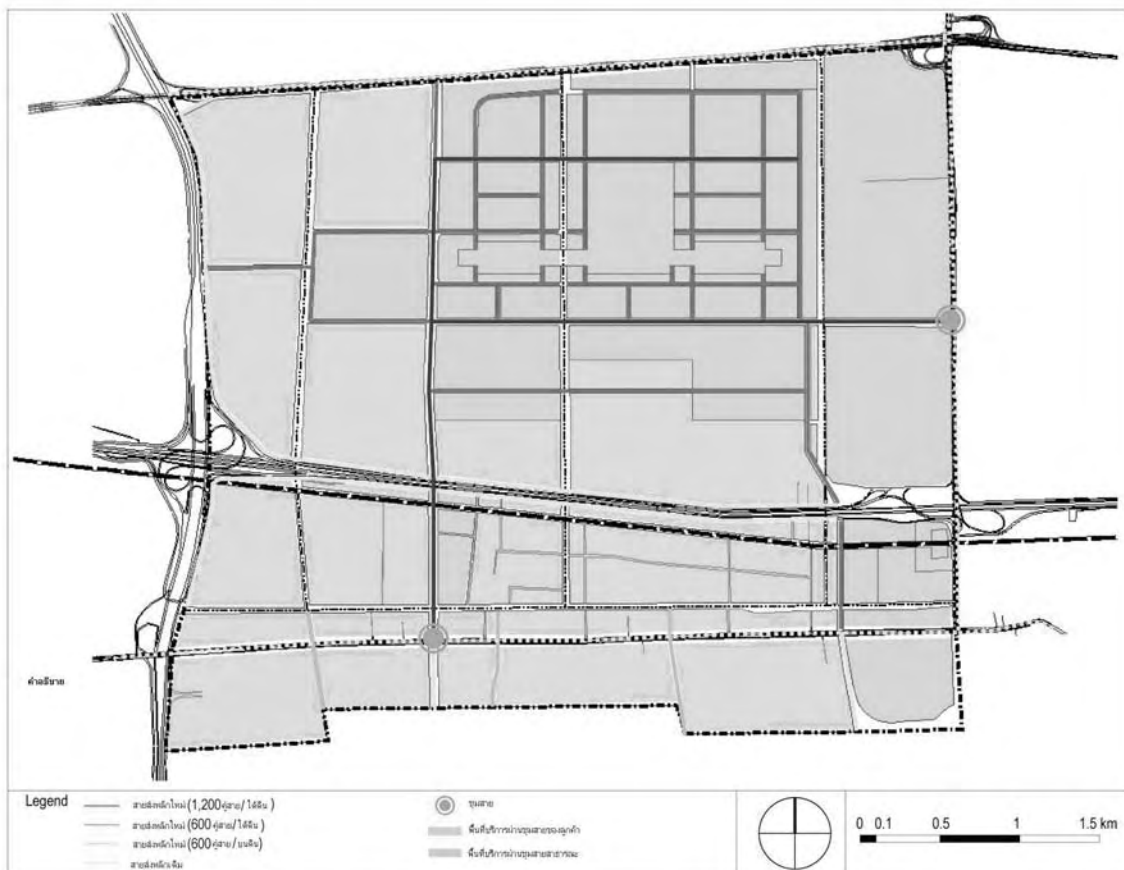 คำอธิบาย
Legend
สายส่งหลักใหม่ (1,200 คู่สาย / ใต้ดิน )
สายส่งหลักใหม่ (600 คู่สาย / ใต้ดิน )
สายส่งหลักใหม่ (600 คู่สาย / บนดิน)
สายส่งหลักเดิม
ชุมสาย
พื้นที่บริการผ่านชุมสายของลูกค้า
พื้นที่บริการผ่านชุมสายสาธารณะ
0 0.1 0.5 1 1.5 km